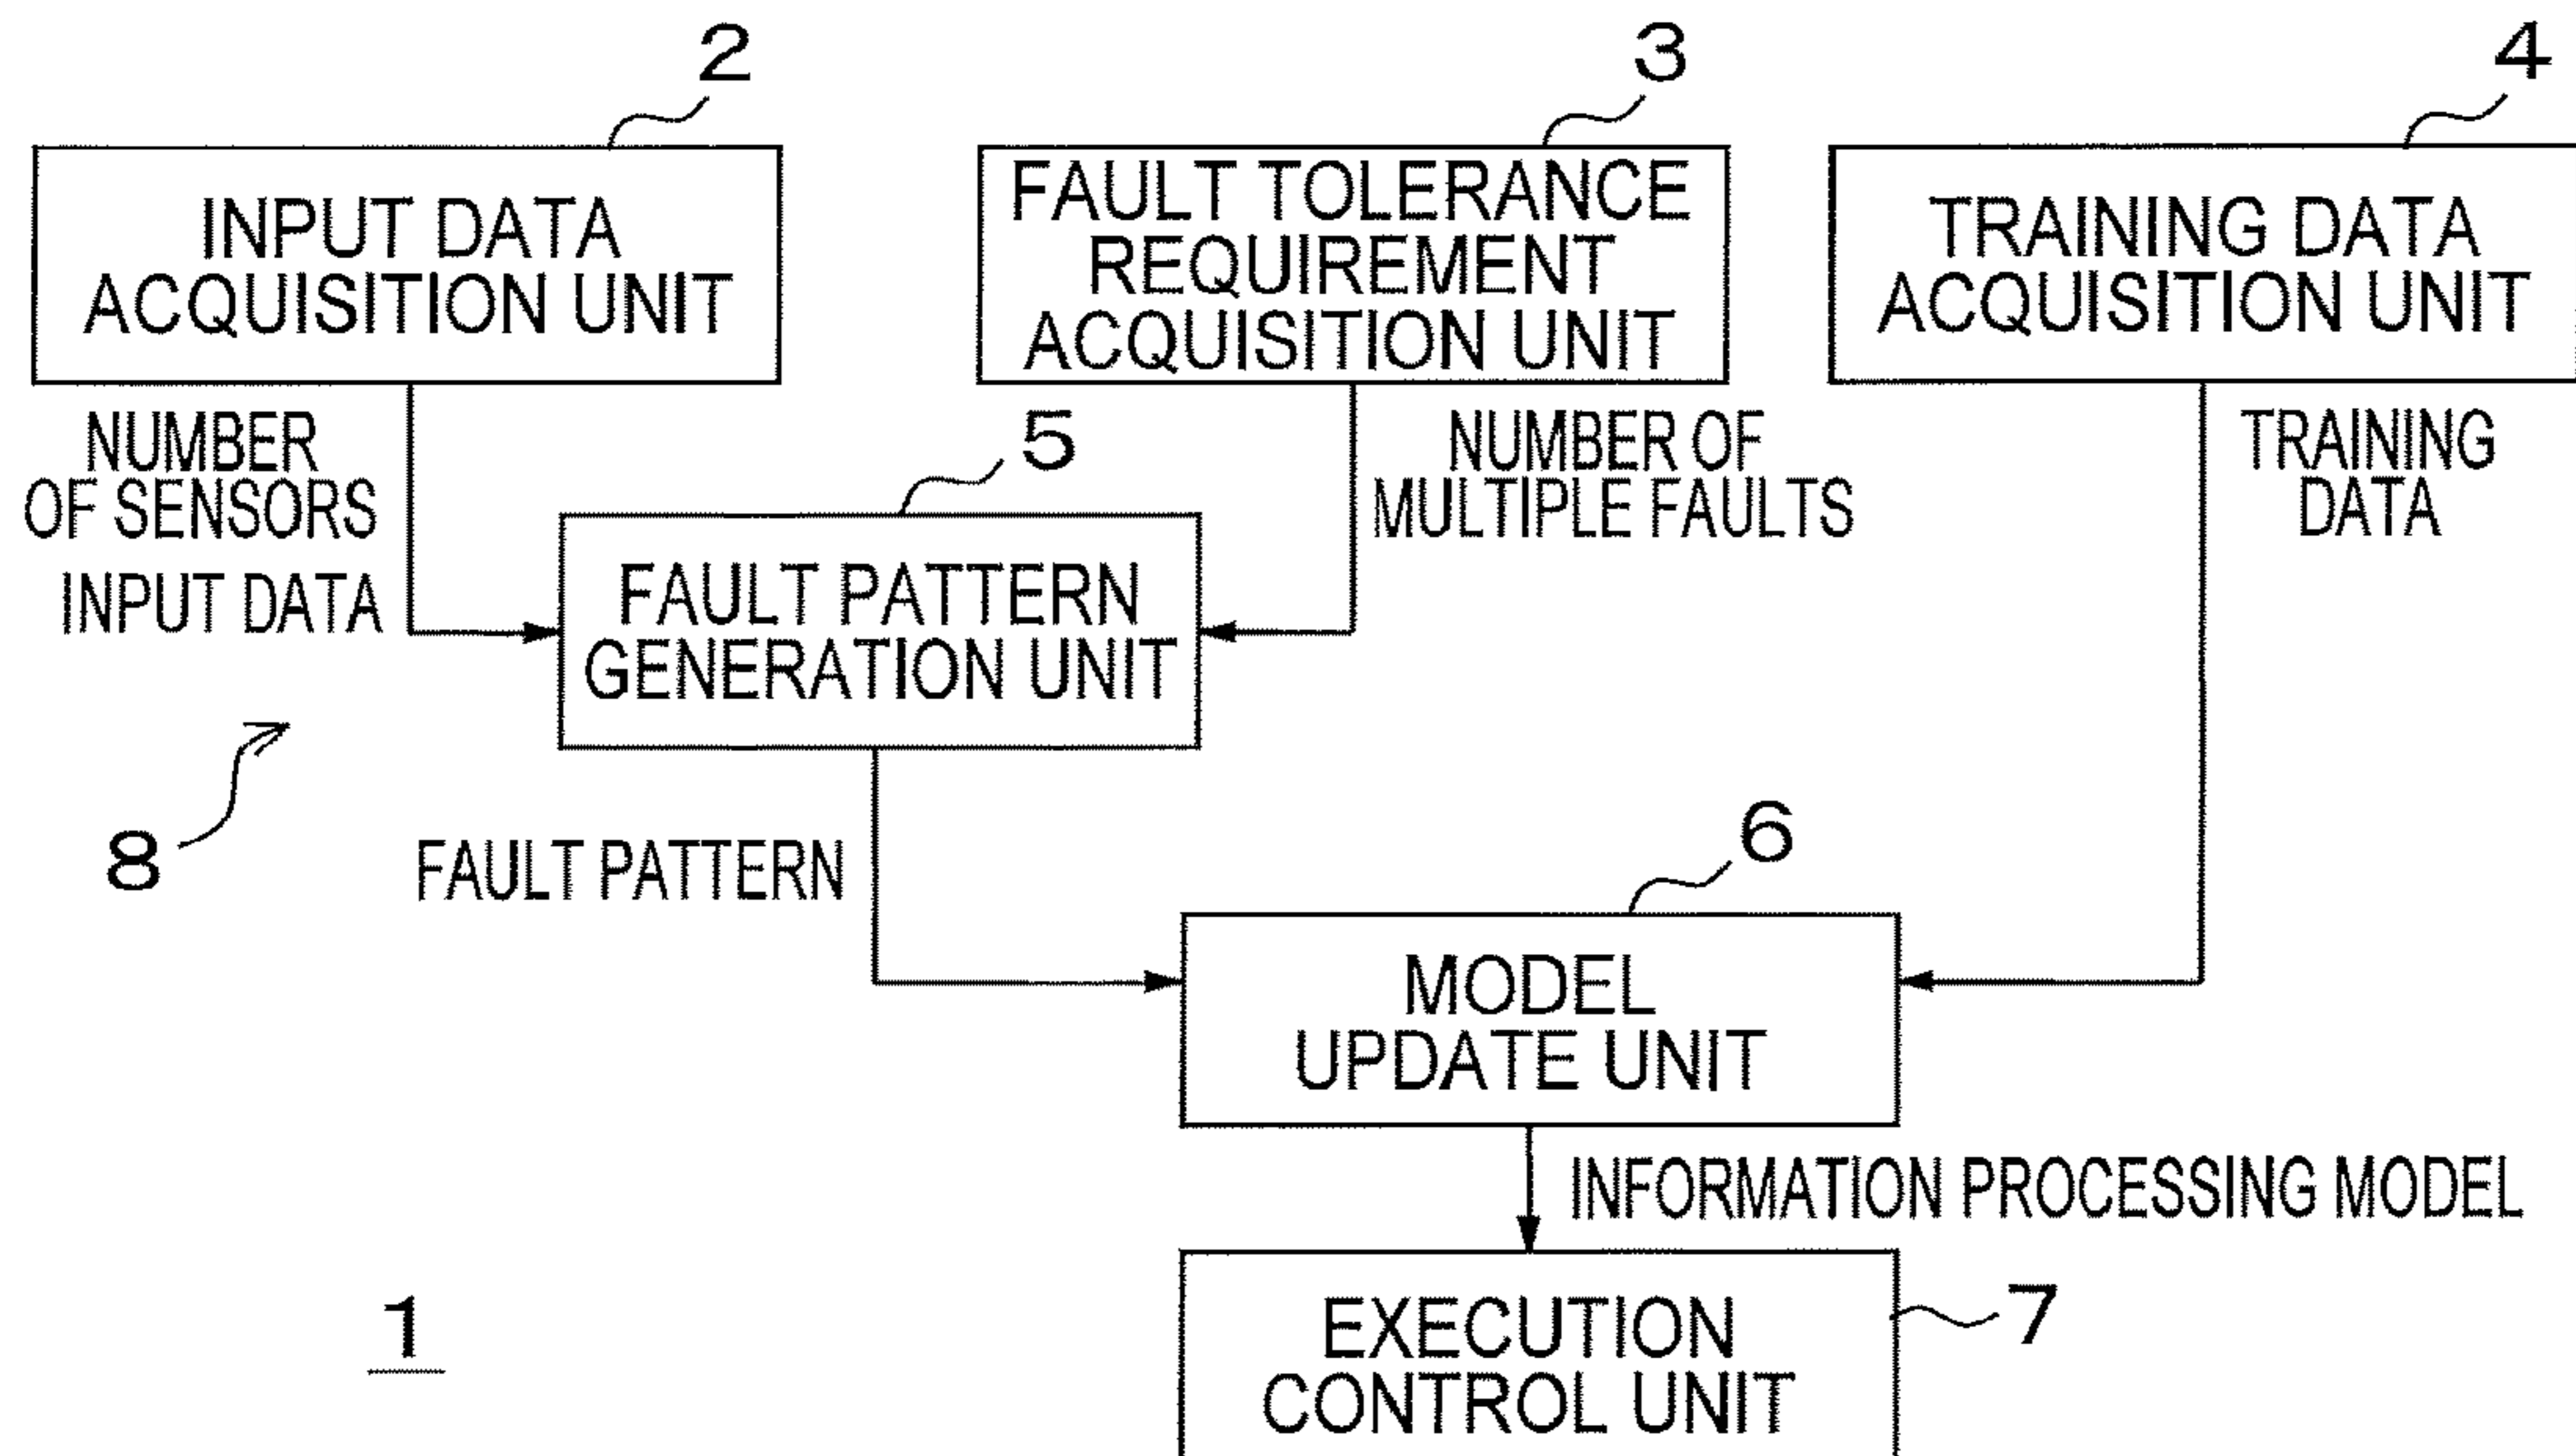 2
3
4
INPUT DATA
ACQUISITION UNIT
FAULT TOLERANCE
REQUIREMENT
ACQUISITION UNIT
TRAINING DATA
ACQUISITION UNIT
NUMBER
OF SENSORS
INPUT DATA
5
NUMBER OF
MULTIPLE FAULTS
TRAINING
DATA
FAULT PATTERN
GENERATION UNIT
8
FAULT PATTERN
6
MODEL
UPDATE UNIT
INFORMATION PROCESSING MODEL
1
EXECUTION
CONTROL UNIT
7